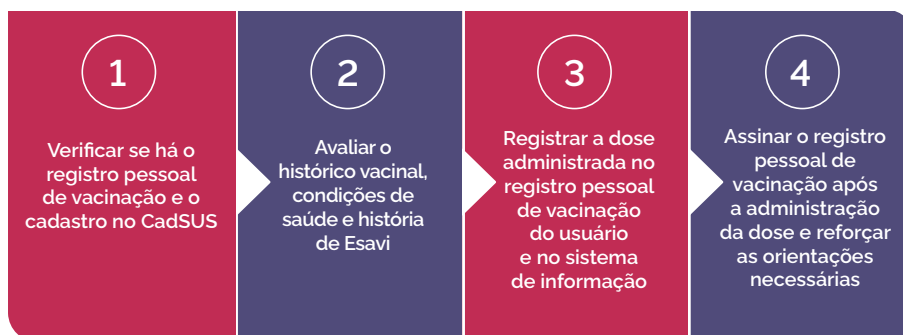 1
Verificar se há o
registro pessoal
de vacinação e o
cadastro no CadSUS
2
Avaliar o
histórico vacinal,
condições de
saúde e história
de Esavi
3
Registrar a dose
administrada no
registro pessoal
de vacinação
do usuário
e no sistema
de informação
4
Assinar o registro
pessoal de
vacinação após
a administração
da dose e reforçar
as orientações
necessárias